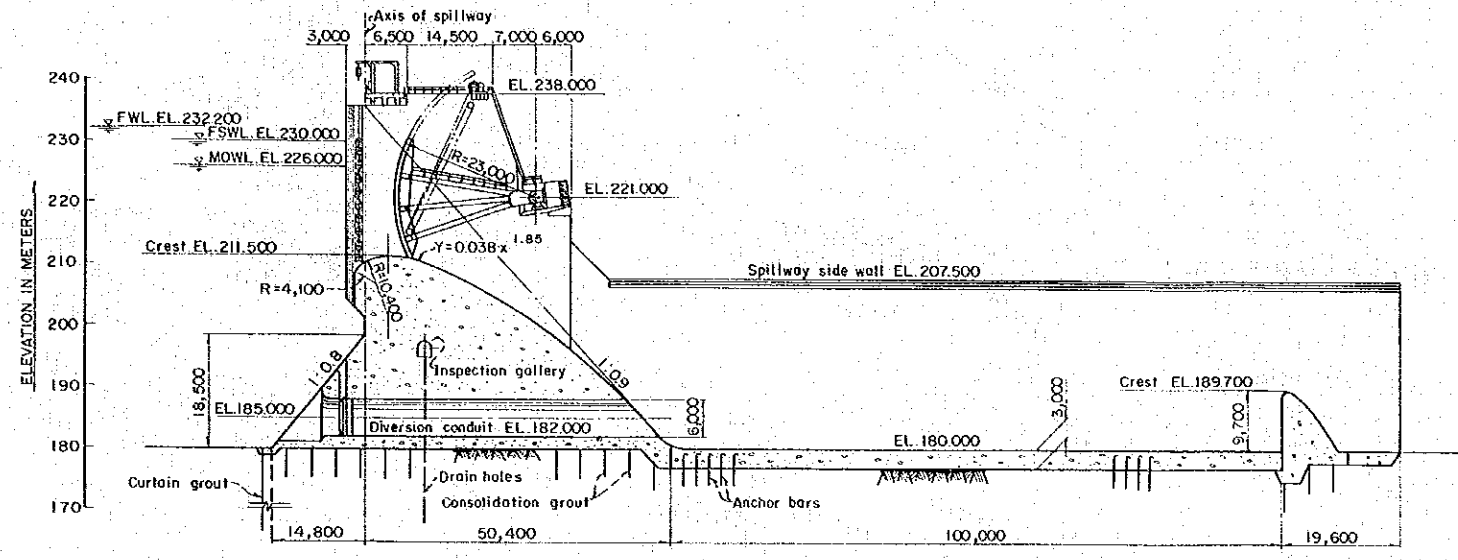 Axis of spillway
3,000 6,500 14,500 7,000 6,000
240
EL.238.000
FWL.EL.232.200
230
FSWL EL.230.000
MOWL EL.226.000
R=23,000
220
EL.221.000
ELEVATION IN METERS
Crest EL.211.500
Y=0.038x 1.85
210
Spillway side wall EL.207.500
R=4,100
R=10.400
200
Inspection gallery
1:0.8
1:0.9
18,500
190
Crest EL.189.700
3,000
9,700
EL.185.000
6,000
Diversion conduit EL.182.000
180
EL.180.000
Drain holes
Curtain grout
Consolidation grout
Anchor bars
170
14,800 50,400 100,000 19,600